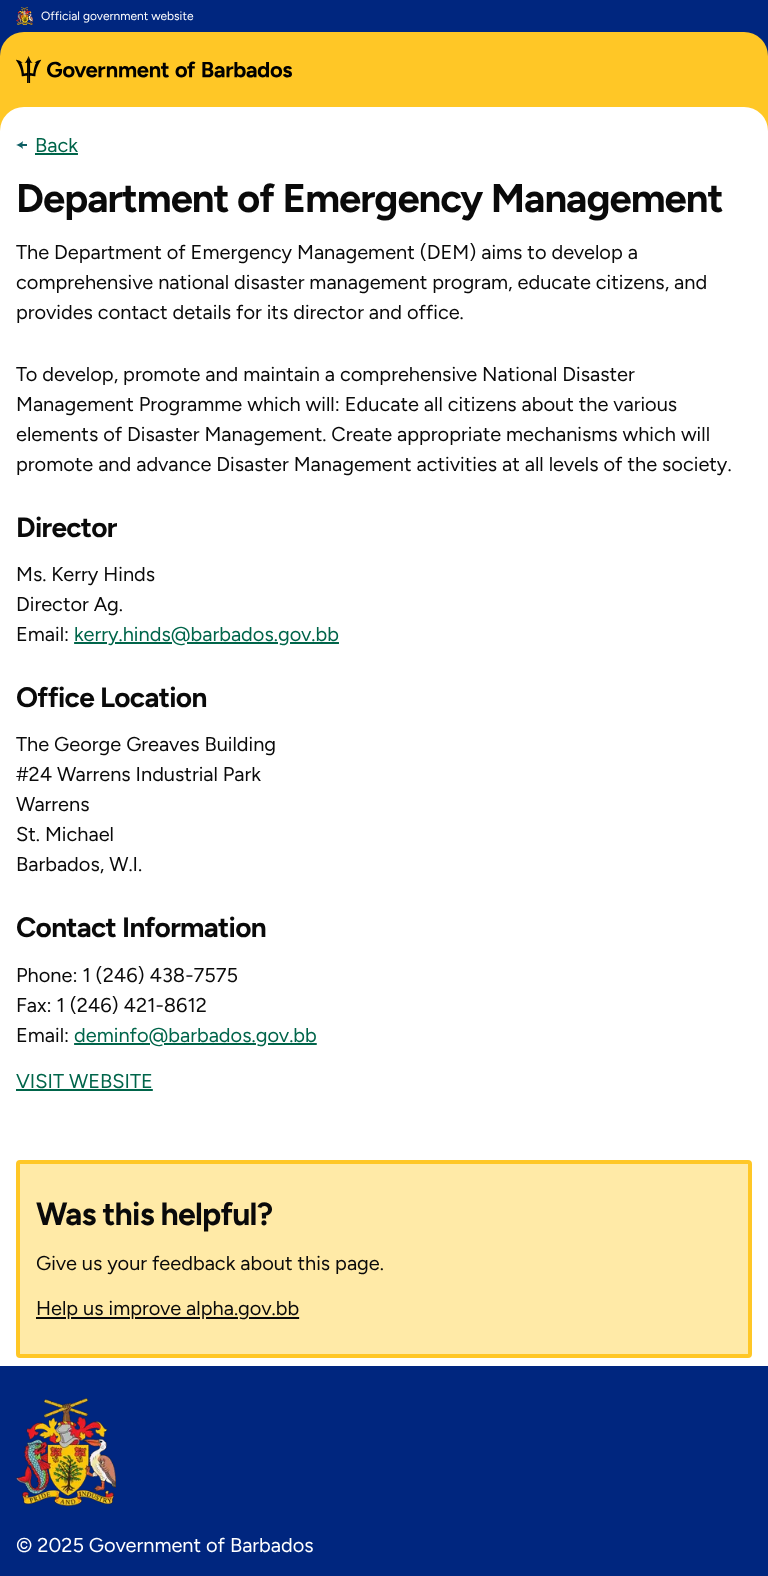 Official government website
Government of Barbados
Back
Department of Emergency Management
The Department of Emergency Management (DEM) aims to develop a
comprehensive national disaster management program, educate citizens, and
provides contact details for its director and office.
To develop, promote and maintain a comprehensive National Disaster
Management Programme which will: Educate all citizens about the various
elements of Disaster Management. Create appropriate mechanisms which will
promote and advance Disaster Management activities at all levels of the society.
Director
Ms. Kerry Hinds
Director Ag.
Email: kerry.hinds@barbados.gov.bb
Office Location
The George Greaves Building
#24 Warrens Industrial Park
Warrens
St. Michael
Barbados, W.I.
Contact Information
Phone: 1 (246) 438-7575
Fax: 1 (246) 421-8612
Email: deminfo@barbados.gov.bb
VISIT WEBSITE
Was this helpful?
Give us your feedback about this page.
Help us improve alpha.gov.bb
PRIDE AND INDUSTRY
© 2025 Government of Barbados